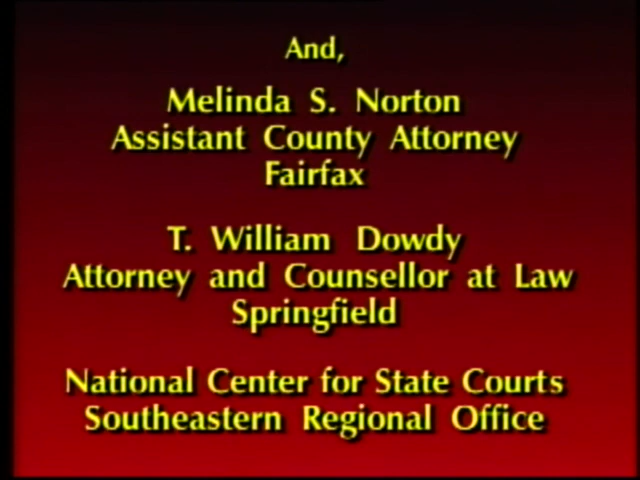 And,
Melinda S. Norton
Assistant County Attorney
Fairfax
T. William Dowdy
Attorney and Counsellor at Law
Springfield
National Center for State Courts
Southeastern Regional Office